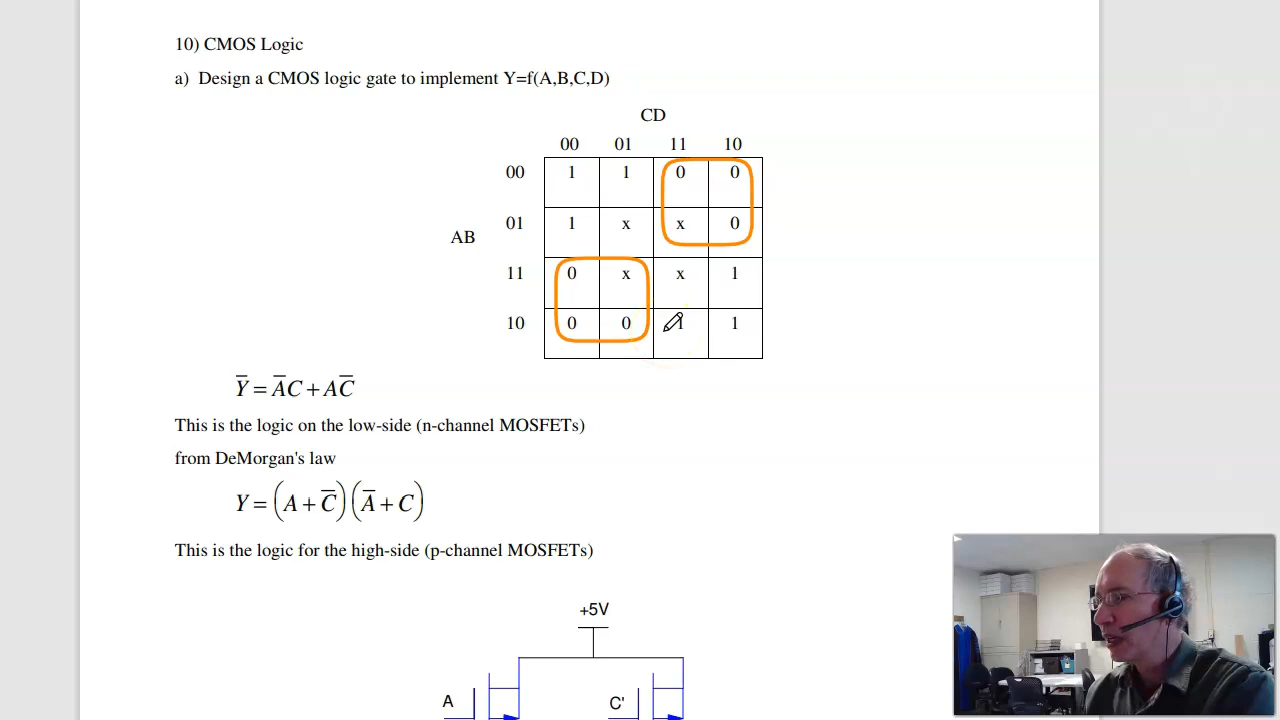 10) CMOS Logic
a) Design a CMOS logic gate to implement Y=f(A,B,C,D)
CD
00 01 11 10
00 1 1 0 0
01 1 x x 0
AB
11 0 x x 1
10 0 0 1 1
Y̅ = A̅C + AC̅
This is the logic on the low-side (n-channel MOSFETs)
from DeMorgan's law
Y = (A + C̅)(A̅ + C)
This is the logic for the high-side (p-channel MOSFETs)
+5V
A C'